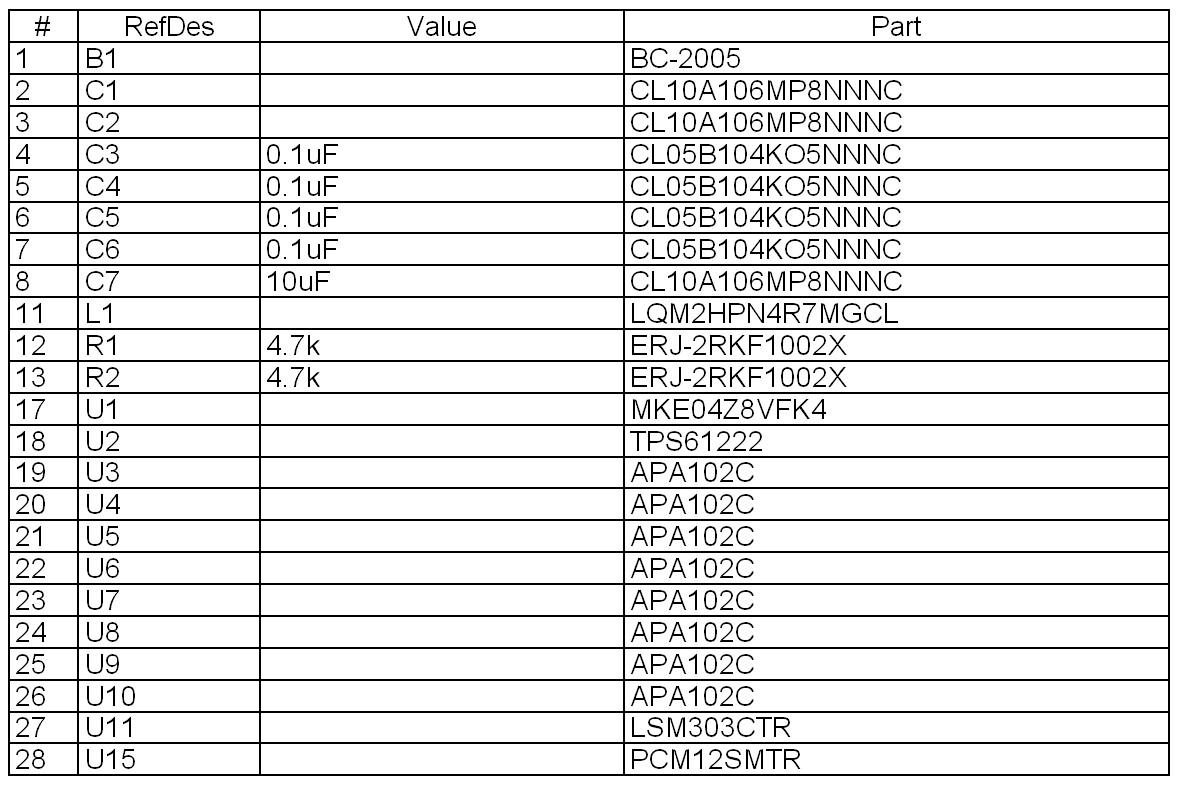 # RefDes Value Part
1 B1 BC-2005
2 C1 CL10A106MP8NNNC
3 C2 CL10A106MP8NNNC
4 C3 0.1uF CL05B104KO5NNNC
5 C4 0.1uF CL05B104KO5NNNC
6 C5 0.1uF CL05B104KO5NNNC
7 C6 0.1uF CL05B104KO5NNNC
8 C7 10uF CL10A106MP8NNNC
11 L1 LQM2HPN4R7MGCL
12 R1 4.7k ERJ-2RKF1002X
13 R2 4.7k ERJ-2RKF1002X
17 U1 MKE04Z8VFK4
18 U2 TPS61222
19 U3 APA102C
20 U4 APA102C
21 U5 APA102C
22 U6 APA102C
23 U7 APA102C
24 U8 APA102C
25 U9 APA102C
26 U10 APA102C
27 U11 LSM303CTR
28 U15 PCM12SMTR